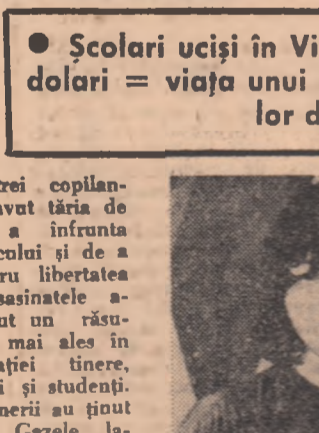 ● Școlari uciși în Vi
dolari = viața unui
lor d
trei copilan-
avut tăria de
a înfrunta
cului și de a
ru libertatea
sasinatele a-
ut un răsu-
mai ales în
ației tinere,
i și studenți.
nerii au ținut
Gazele la-